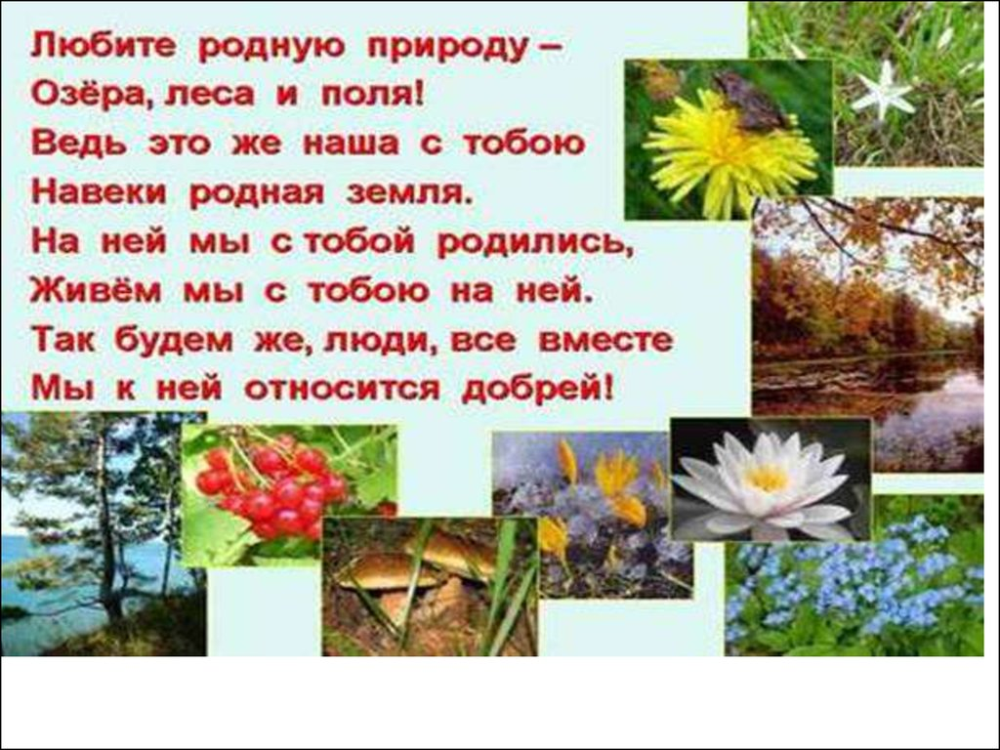 Любите родную природу –
Озёра, леса и поля!
Ведь это же наша с тобою
Навеки родная земля.
На ней мы с тобой родились,
Живём мы с тобою на ней.
Так будем же, люди, все вместе
Мы к ней относится добрей!